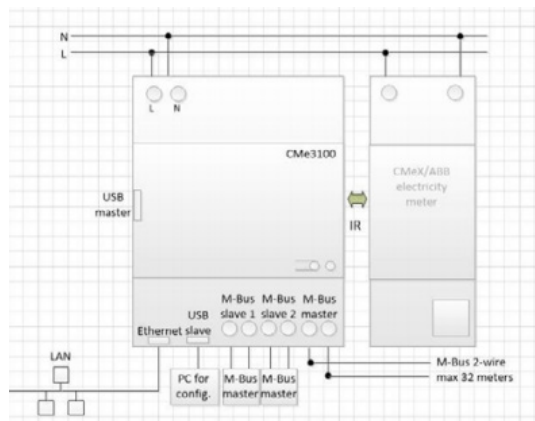 N
L
L
N
CMe3100
CMeX/ABB
electricity
meter
USB
master
IR
M-Bus
slave 1
M-Bus
slave 2
M-Bus
master
USB
slave
Ethernet
LAN
PC for
config.
M-Bus
master
M-Bus
master
M-Bus 2-wire
max 32 meters